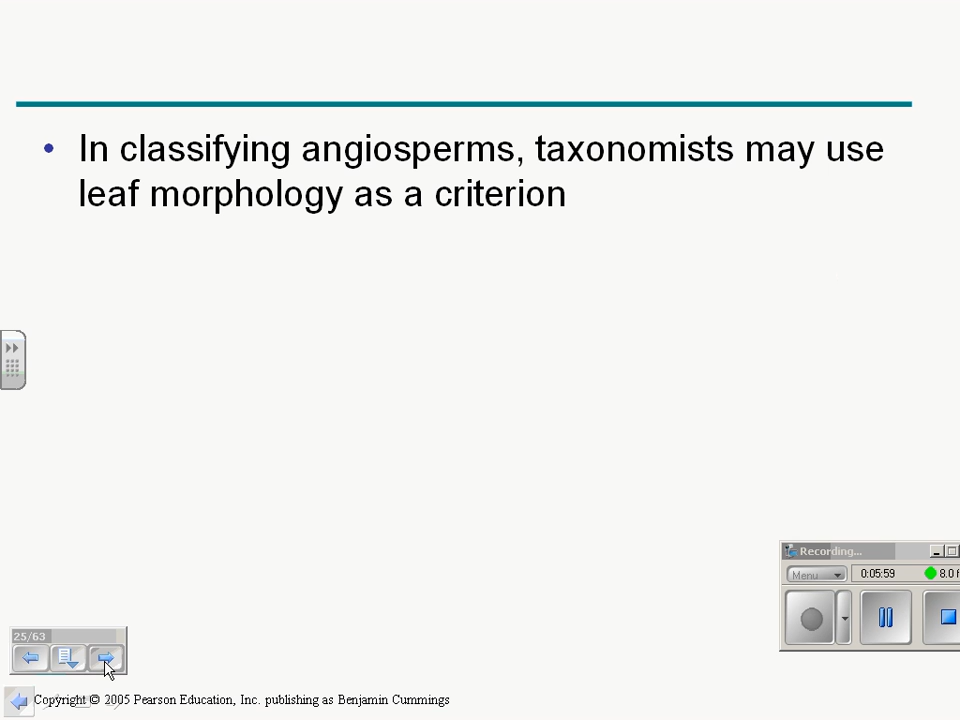 • In classifying angiosperms, taxonomists may use
leaf morphology as a criterion
Recording...
Menu 0:05:59 8.0 f
25/63
Copyright © 2005 Pearson Education, Inc. publishing as Benjamin Cummings